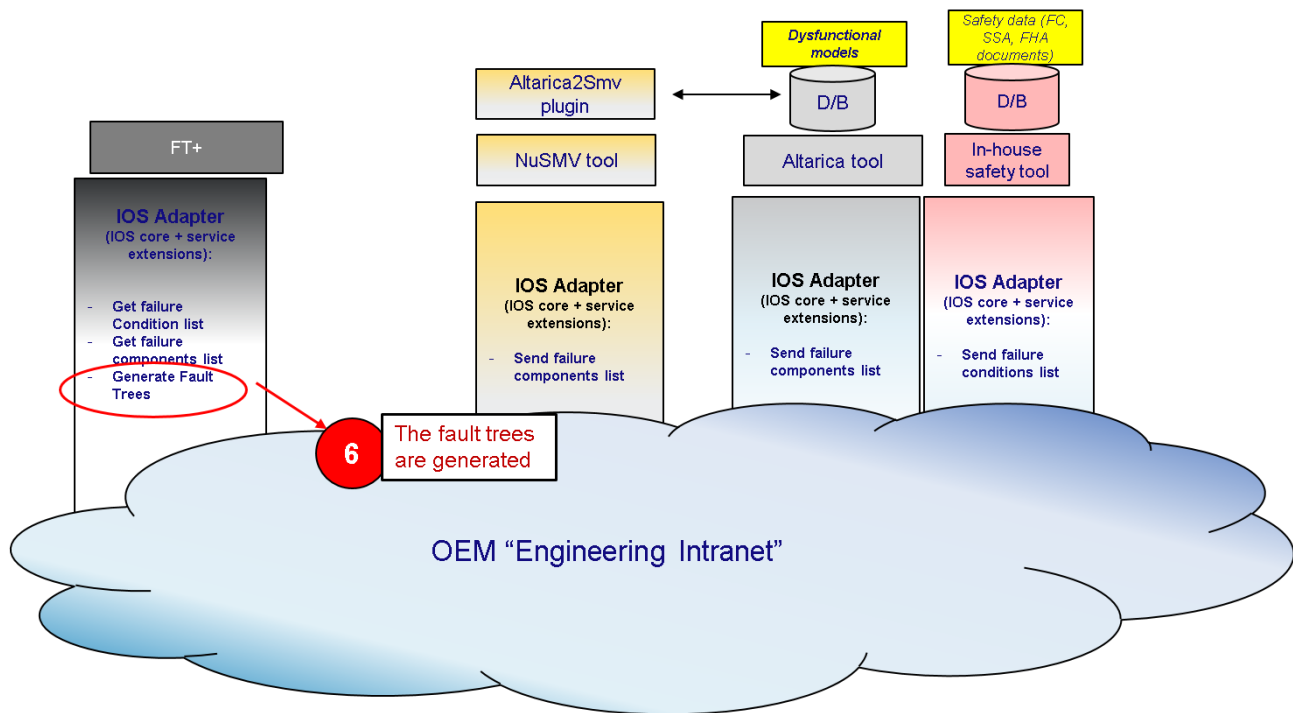 Dysfunctional
models
Safety data (FC,
SSA, FHA
documents)
Altarica2Smv
plugin
D/B
D/B
FT+
NuSMV tool
Altarica tool
In-house
safety tool
IOS Adapter
(IOS core + service
extensions):
- Get failure
Condition list
- Get failure
components list
- Generate Fault
Trees
IOS Adapter
(IOS core + service
extensions):
- Send failure
components list
IOS Adapter
(IOS core + service
extensions):
- Send failure
components list
IOS Adapter
(IOS core + service
extensions):
- Send failure
conditions list
6
The fault trees
are generated
OEM “Engineering Intranet”